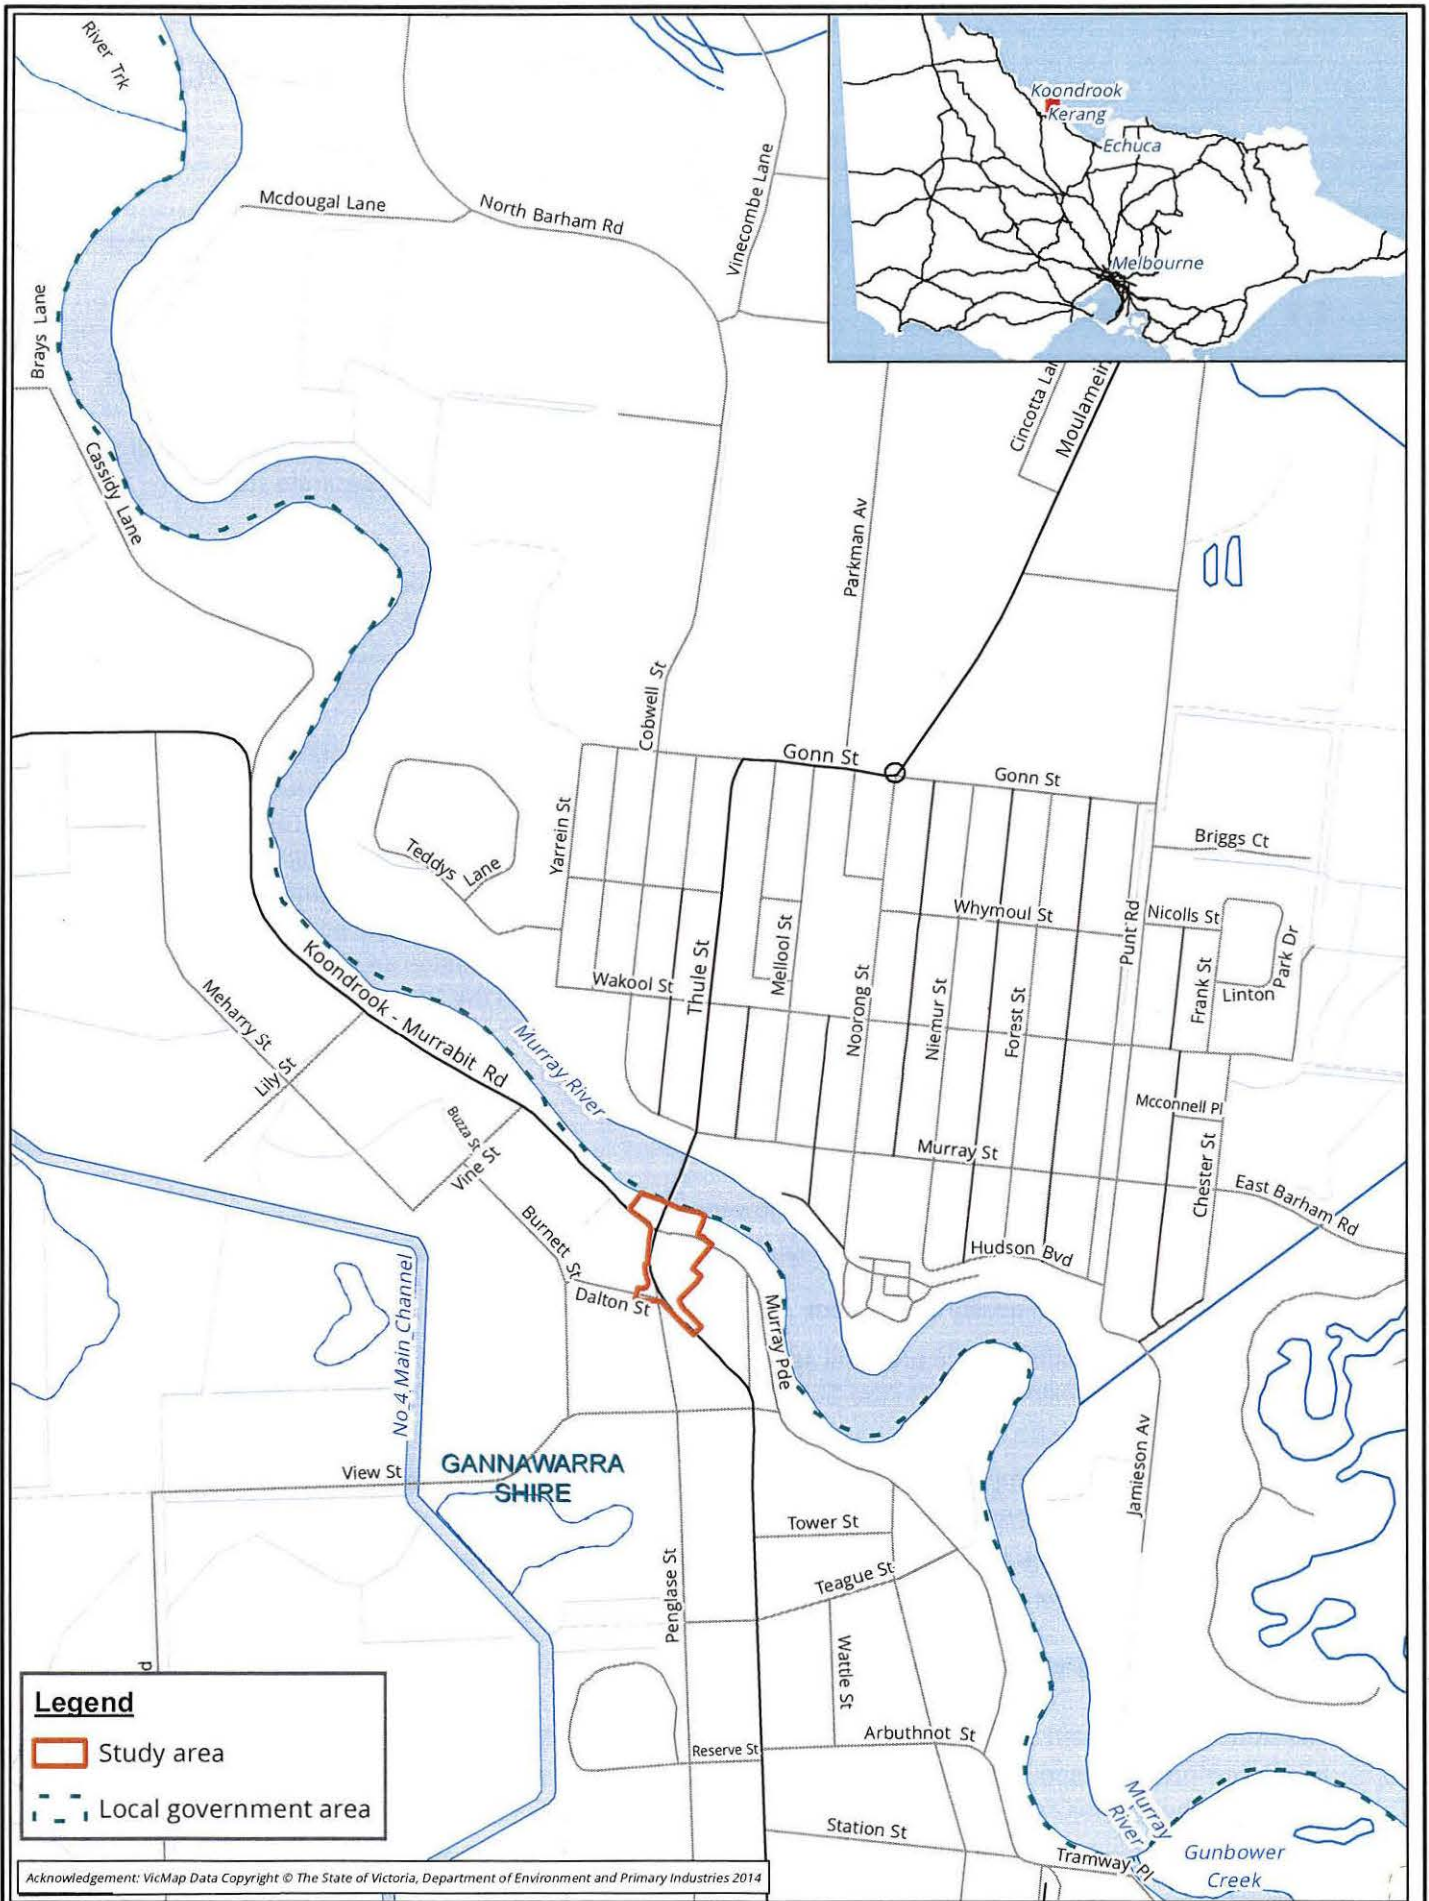 River Trk
Koondrook
Kerang
Echuca
Melbourne
Mcdougal Lane
North Barham Rd
Vinecombe Lane
Brays Lane
Cassidy Lane
Cincotta Lan
Moulamein
Parkman Av
Cobwell St
Gonn St
Gonn St
Yarrein St
Teddys Lane
Briggs Ct
Whymoul St
Nicolls St
Punt Rd
Park Dr
Linton
Frank St
Wakool St
Thule St
Mellool St
Noorong St
Niemur St
Forest St
Koondrook - Murrabit Rd
Meharry St
Lily St
Murray River
Buzza St
Vine St
Mcconnell Pl
Murray St
Chester St
East Barham Rd
Burnett St
Hudson Bvd
Dalton St
Murray Pde
No 4 Main Channel
Jamieson Av
GANNAWARRA
SHIRE
View St
Tower St
Teague St
Penglase St
Wattle St
Arbuthnot St
Reserve St
Station St
Murray
River
Tramway Pl
Gunbower
Creek
Legend
Study area
Local government area
Acknowledgement: VicMap Data Copyright © The State of Victoria, Department of Environment and Primary Industries 2014